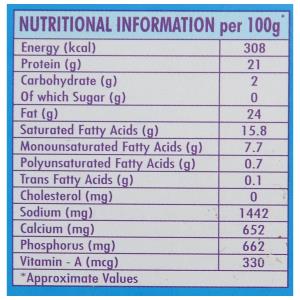 NUTRITIONAL INFORMATION per 100g*
Energy (kcal) 308
Protein (g) 21
Carbohydrate (g) 2
Of which Sugar (g) 0
Fat (g) 24
Saturated Fatty Acids (g) 15.8
Monounsaturated Fatty Acids (g) 7.7
Polyunsaturated Fatty Acids (g) 0.7
Trans Fatty Acids (g) 0.1
Cholesterol (mg) 0
Sodium (mg) 1442
Calcium (mg) 652
Phosphorus (mg) 662
Vitamin - A (mcg) 330
*Approximate Values